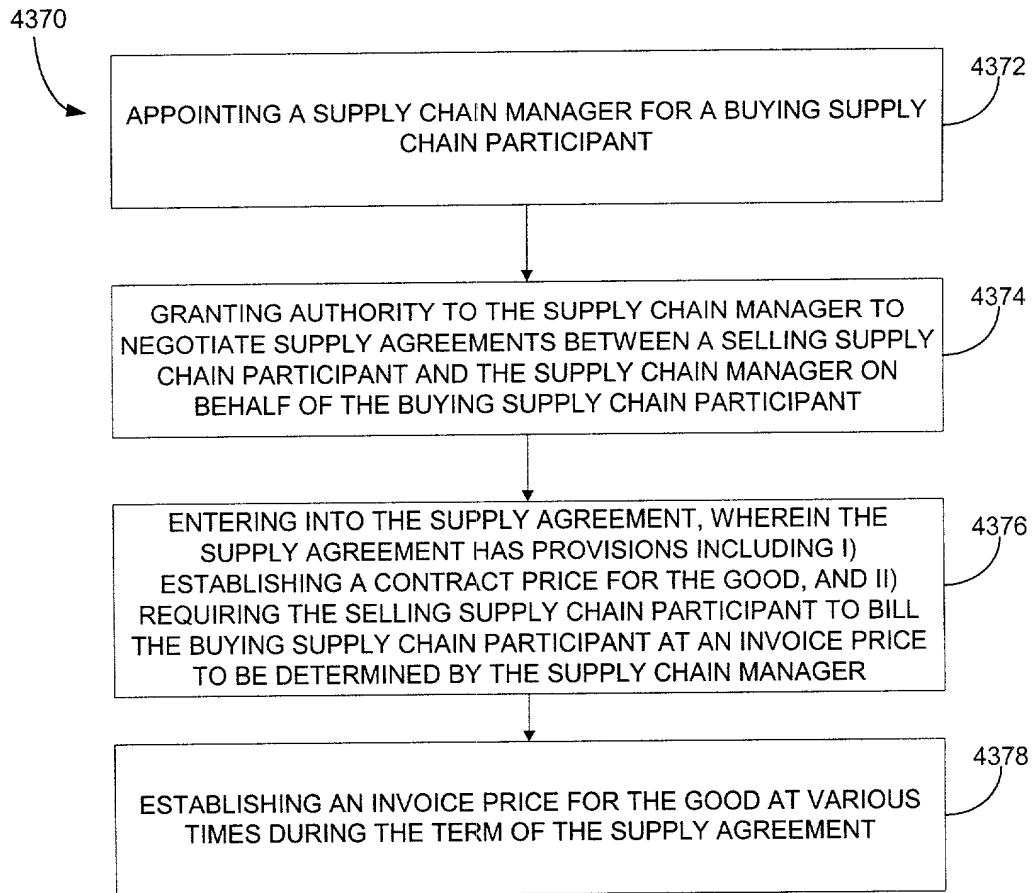 4370
4372
APPOINTING A SUPPLY CHAIN MANAGER FOR A BUYING SUPPLY
CHAIN PARTICIPANT
4374
GRANTING AUTHORITY TO THE SUPPLY CHAIN MANAGER TO
NEGOTIATE SUPPLY AGREEMENTS BETWEEN A SELLING SUPPLY
CHAIN PARTICIPANT AND THE SUPPLY CHAIN MANAGER ON
BEHALF OF THE BUYING SUPPLY CHAIN PARTICIPANT
4376
ENTERING INTO THE SUPPLY AGREEMENT, WHEREIN THE
SUPPLY AGREEMENT HAS PROVISIONS INCLUDING I)
ESTABLISHING A CONTRACT PRICE FOR THE GOOD, AND II)
REQUIRING THE SELLING SUPPLY CHAIN PARTICIPANT TO BILL
THE BUYING SUPPLY CHAIN PARTICIPANT AT AN INVOICE PRICE
TO BE DETERMINED BY THE SUPPLY CHAIN MANAGER
4378
ESTABLISHING AN INVOICE PRICE FOR THE GOOD AT VARIOUS
TIMES DURING THE TERM OF THE SUPPLY AGREEMENT